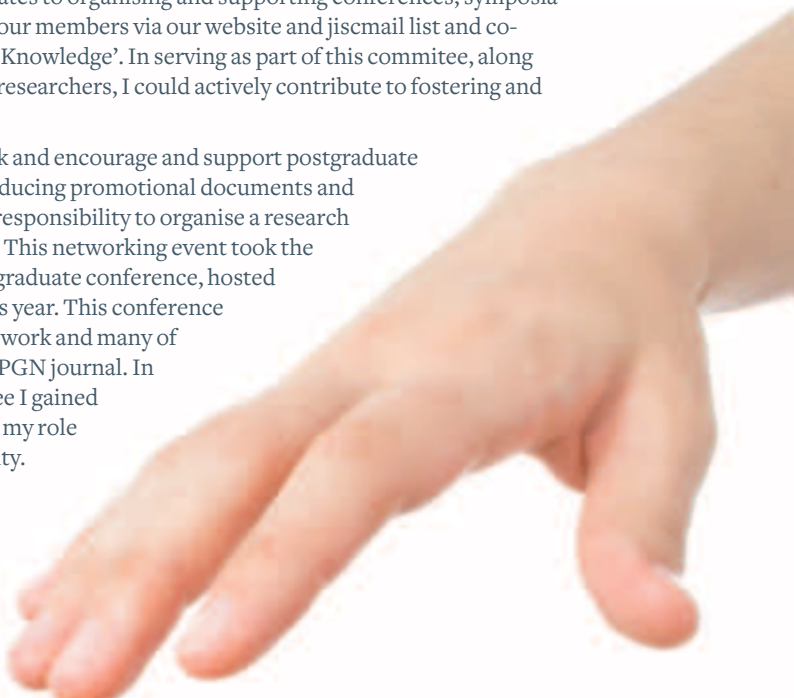 ates to organising and supporting conferences, symposia
our members via our website and jiscmail list and co-
Knowledge’. In serving as part of this commitee, along
researchers, I could actively contribute to fostering and
k and encourage and support postgraduate
ducing promotional documents and
responsibility to organise a research
This networking event took the
graduate conference, hosted
s year. This conference
work and many of
PGN journal. In
ee I gained
my role
ty.